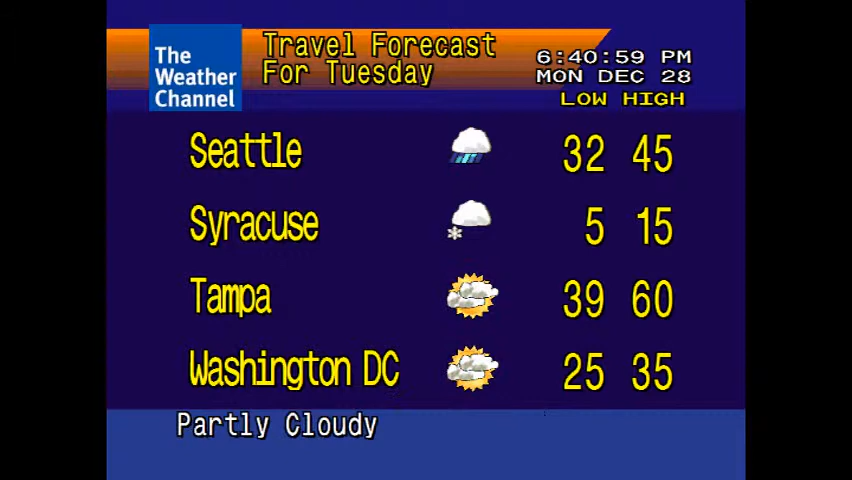 The
Weather
Channel
Travel Forecast
For Tuesday
6:40:59 PM
MON DEC 28
LOW HIGH
Seattle 32 45
Syracuse 5 15
Tampa 39 60
Washington DC 25 35
Partly Cloudy